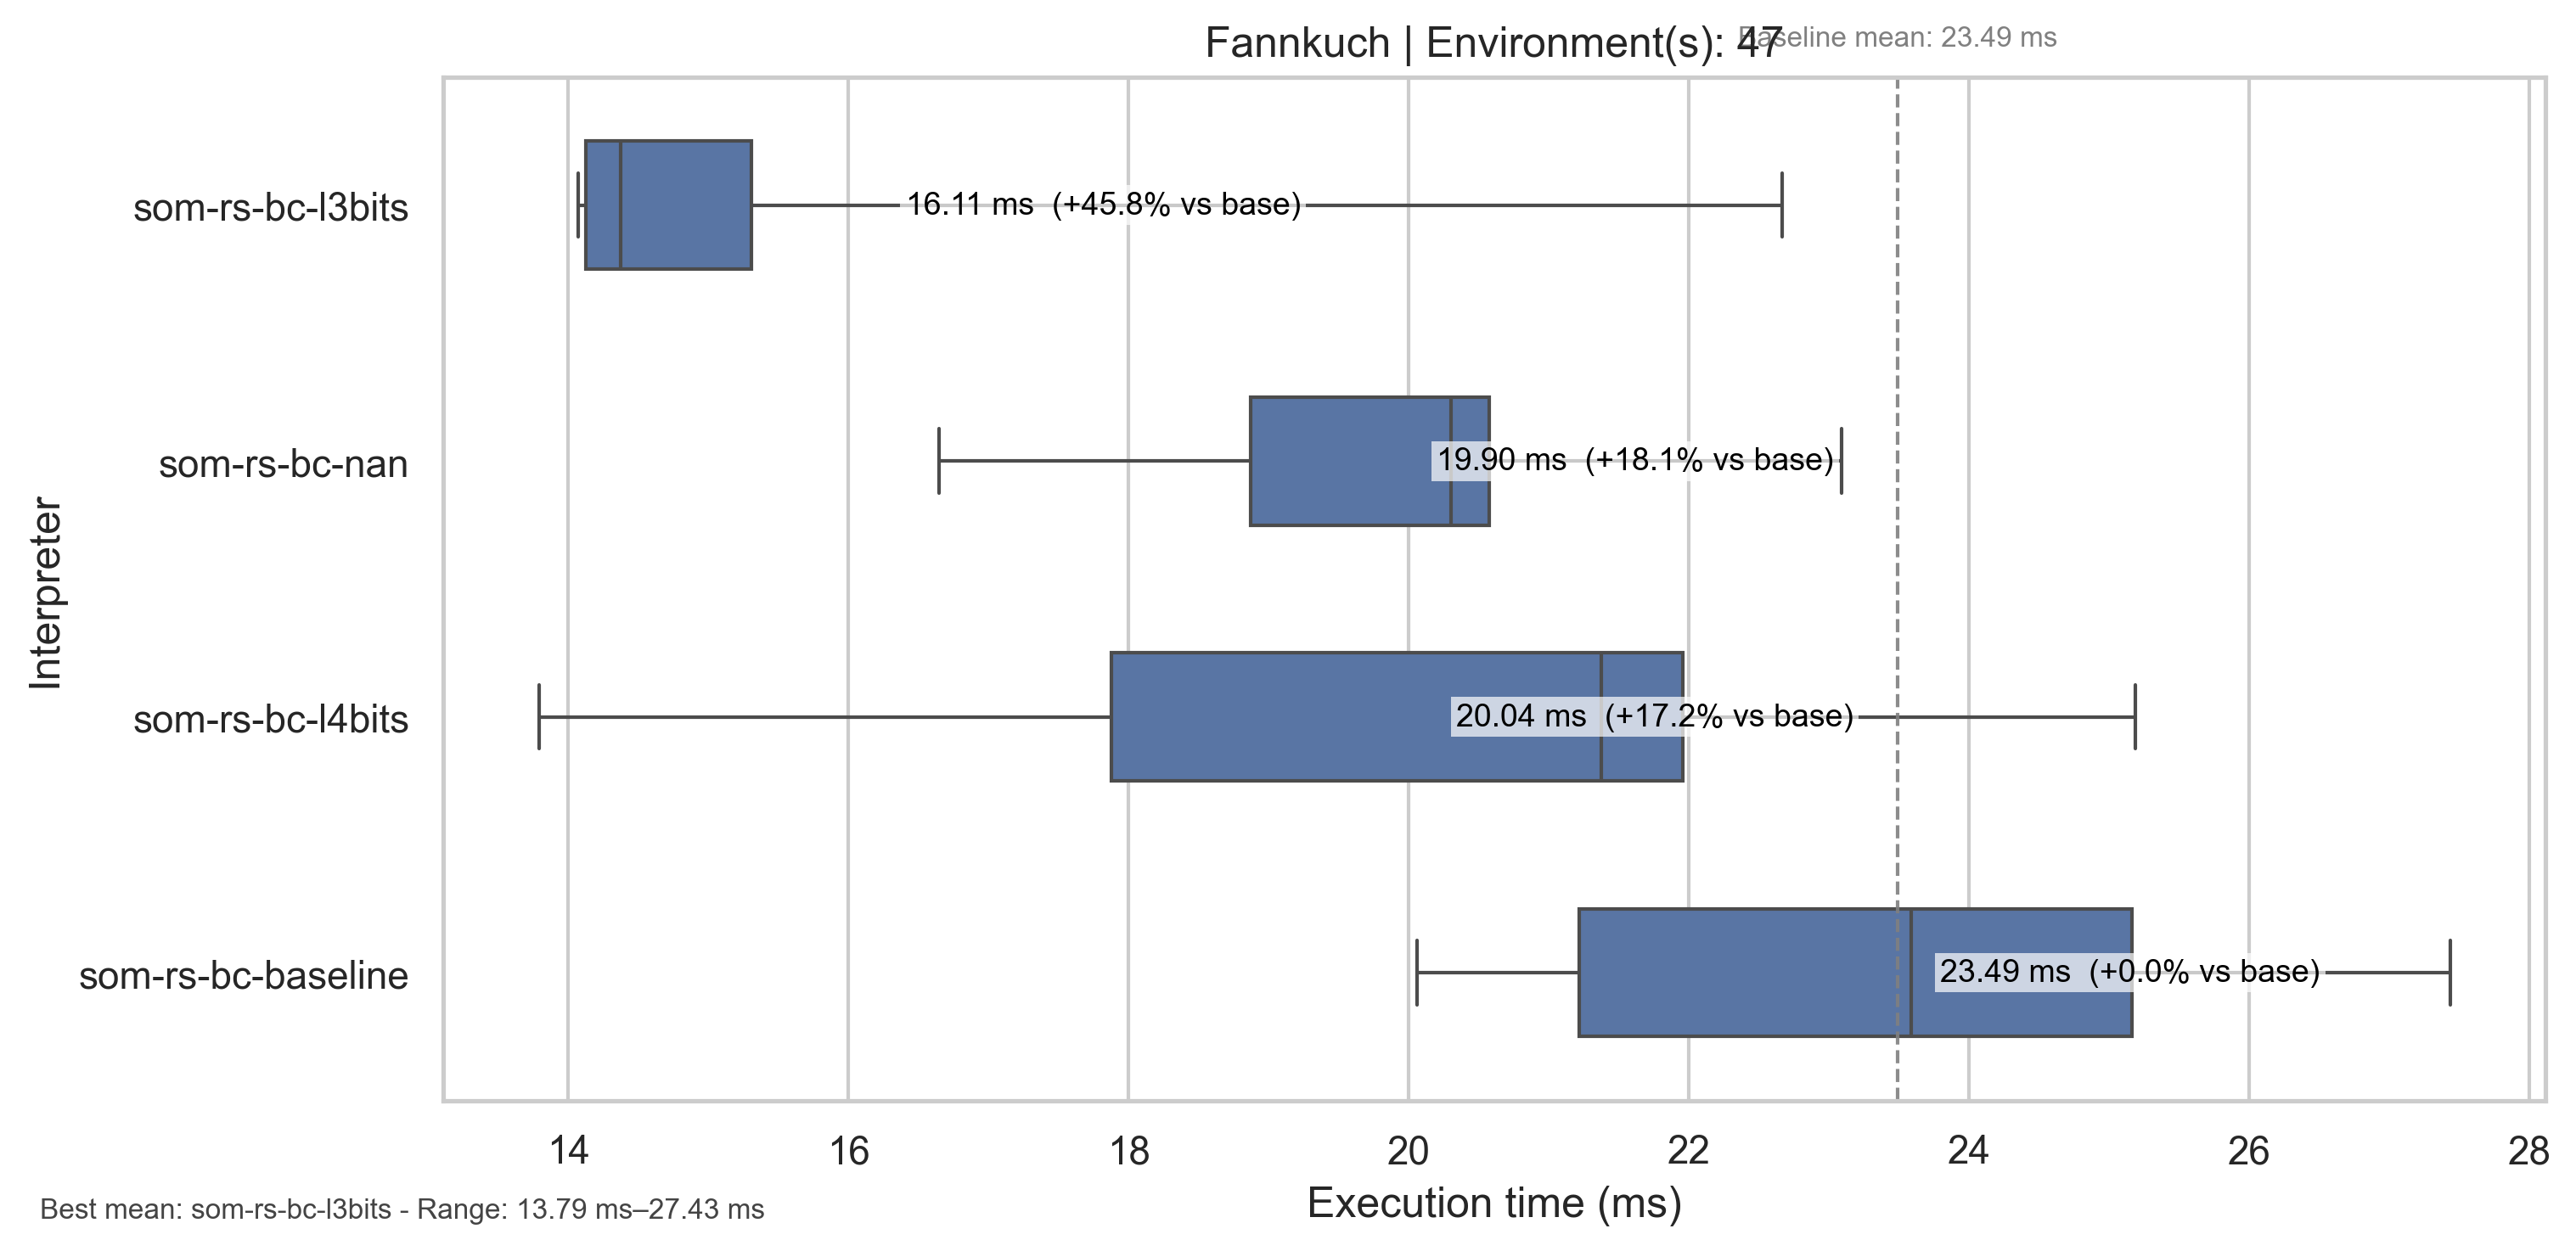 Fannkuch | Environment(s): 47
Baseline mean: 23.49 ms
Interpreter
som-rs-bc-l3bits
16.11 ms (+45.8% vs base)
som-rs-bc-nan
19.90 ms (+18.1% vs base)
som-rs-bc-l4bits
20.04 ms (+17.2% vs base)
som-rs-bc-baseline
23.49 ms (+0.0% vs base)
14 16 18 20 22 24 26 28
Execution time (ms)
Best mean: som-rs-bc-l3bits - Range: 13.79 ms–27.43 ms